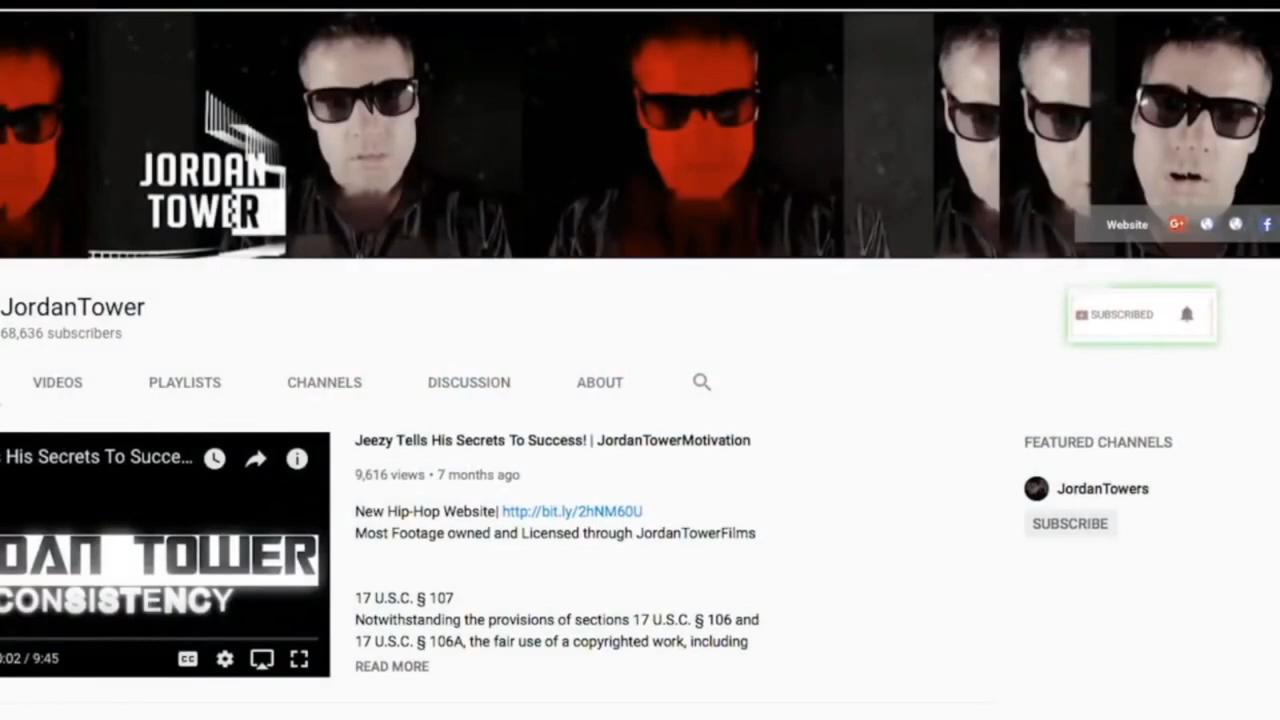 JORDAN
TOWER
Website
JordanTower
68,636 subscribers
SUBSCRIBED
VIDEOS
PLAYLISTS
CHANNELS
DISCUSSION
ABOUT
His Secrets To Succe...
DAN TOWER
CONSISTENCY
0:02 / 9:45
CC
Jeezy Tells His Secrets To Success! | JordanTowerMotivation
9,616 views • 7 months ago
New Hip-Hop Website| http://bit.ly/2hNM60U
Most Footage owned and Licensed through JordanTowerFilms
17 U.S.C. § 107
Notwithstanding the provisions of sections 17 U.S.C. § 106 and
17 U.S.C. § 106A, the fair use of a copyrighted work, including
READ MORE
FEATURED CHANNELS
JordanTowers
SUBSCRIBE